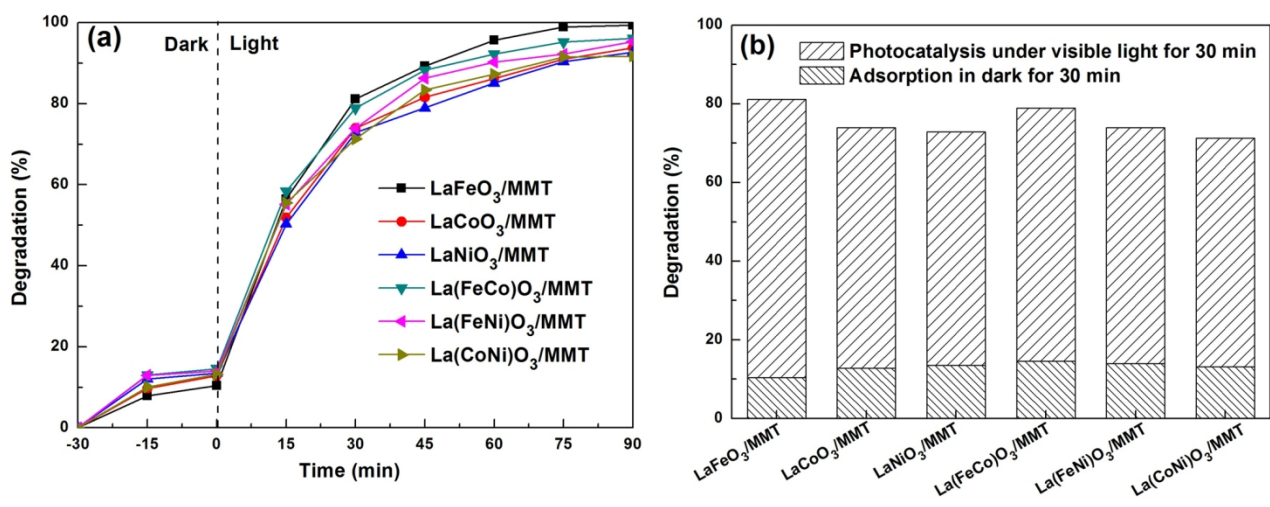 (a)
Dark
Light
Degradation (%)
100
80
60
40
20
0
LaFeO₃/MMT
LaCoO₃/MMT
LaNiO₃/MMT
La(FeCo)O₃/MMT
La(FeNi)O₃/MMT
La(CoNi)O₃/MMT
-30 -15 0 15 30 45 60 75 90
Time (min)
(b)
Photocatalysis under visible light for 30 min
Adsorption in dark for 30 min
Degradation (%)
100
80
60
40
20
0
LaFeO₃/MMT
LaCoO₃/MMT
LaNiO₃/MMT
La(FeCo)O₃/MMT
La(FeNi)O₃/MMT
La(CoNi)O₃/MMT